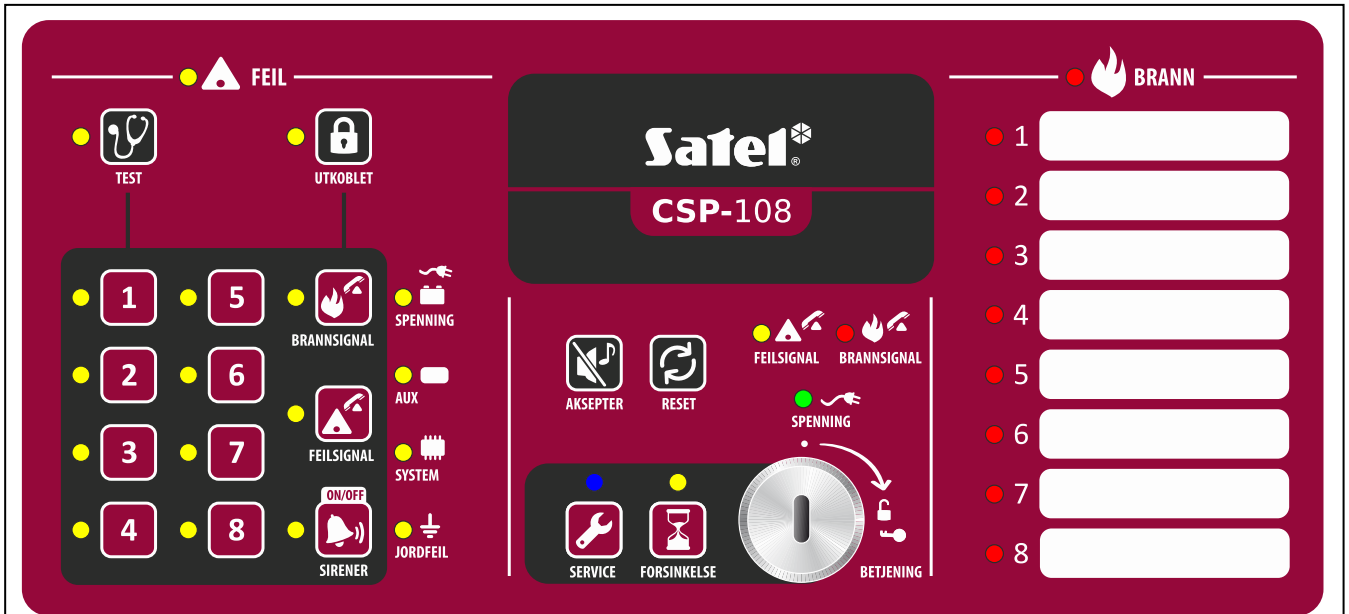 FEIL
TEST
UTKOBLET
1
5
BRANNSIGNAL
2
6
3
7
FEILSIGNAL
4
8
ON/OFF
SIRENER
SPENNING
AUX
SYSTEM
JORDFEIL
Satel®
CSP-108
AKSEPTER
RESET
FEILSIGNAL
BRANNSIGNAL
SPENNING
SERVICE
FORSINKELSE
BETJENING
BRANN
1
2
3
4
5
6
7
8